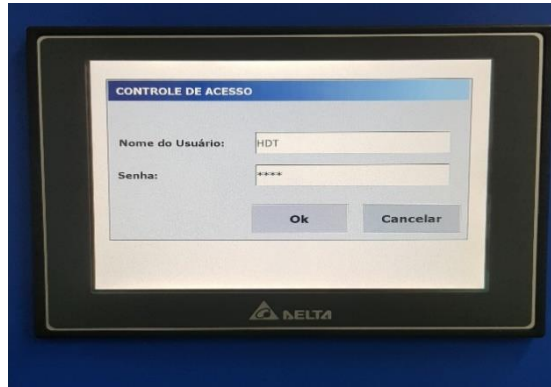 CONTROLE DE ACESSO
Nome do Usuário: HDT
Senha: ****
Ok Cancelar
DELTA